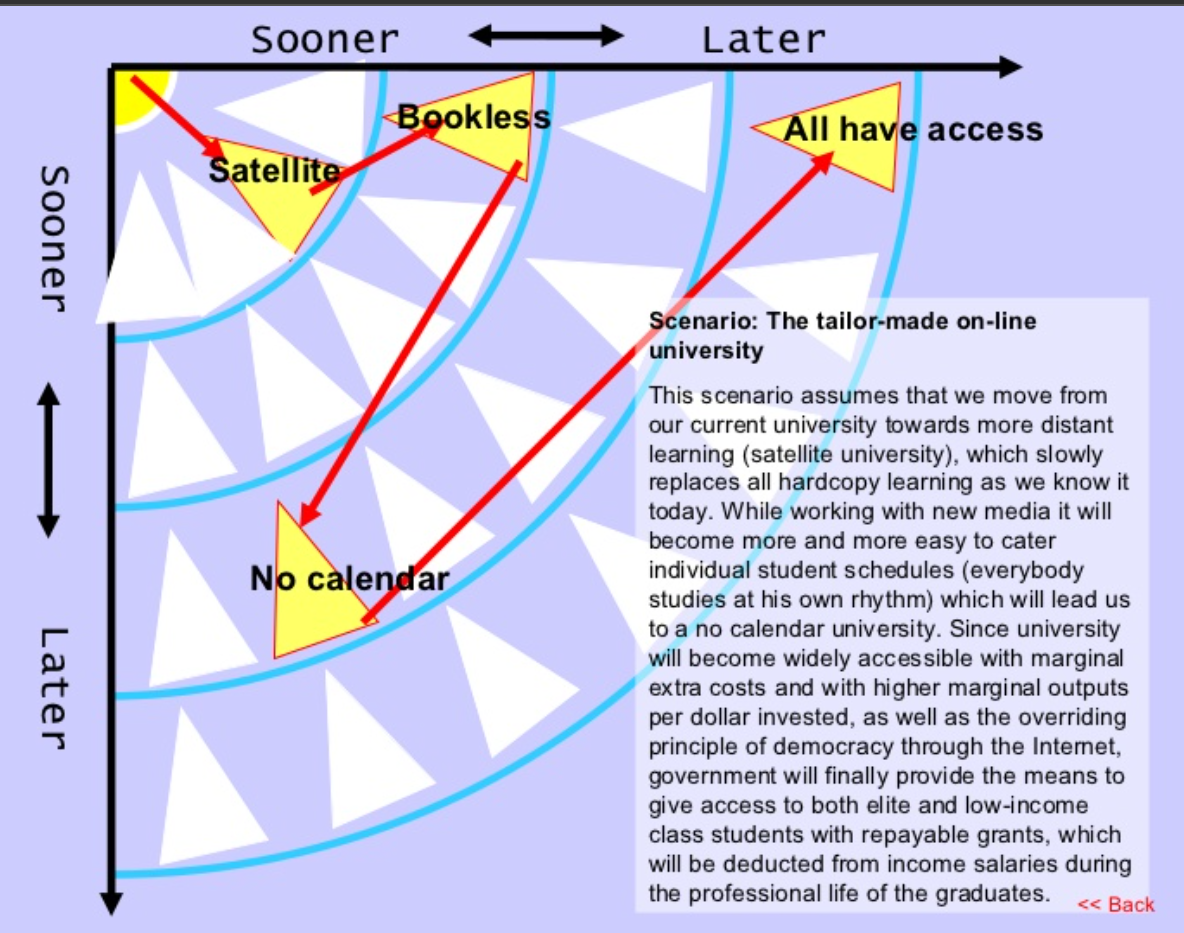 Sooner
Later
Sooner
Later
Bookless
All have access
Satellite
No calendar
Scenario: The tailor-made on-line
university
This scenario assumes that we move from
our current university towards more distant
learning (satellite university), which slowly
replaces all hardcopy learning as we know it
today. While working with new media it will
become more and more easy to cater
individual student schedules (everybody
studies at his own rhythm) which will lead us
to a no calendar university. Since university
will become widely accessible with marginal
extra costs and with higher marginal outputs
per dollar invested, as well as the overriding
principle of democracy through the Internet,
government will finally provide the means to
give access to both elite and low-income
class students with repayable grants, which
will be deducted from income salaries during
the professional life of the graduates.
<< Back